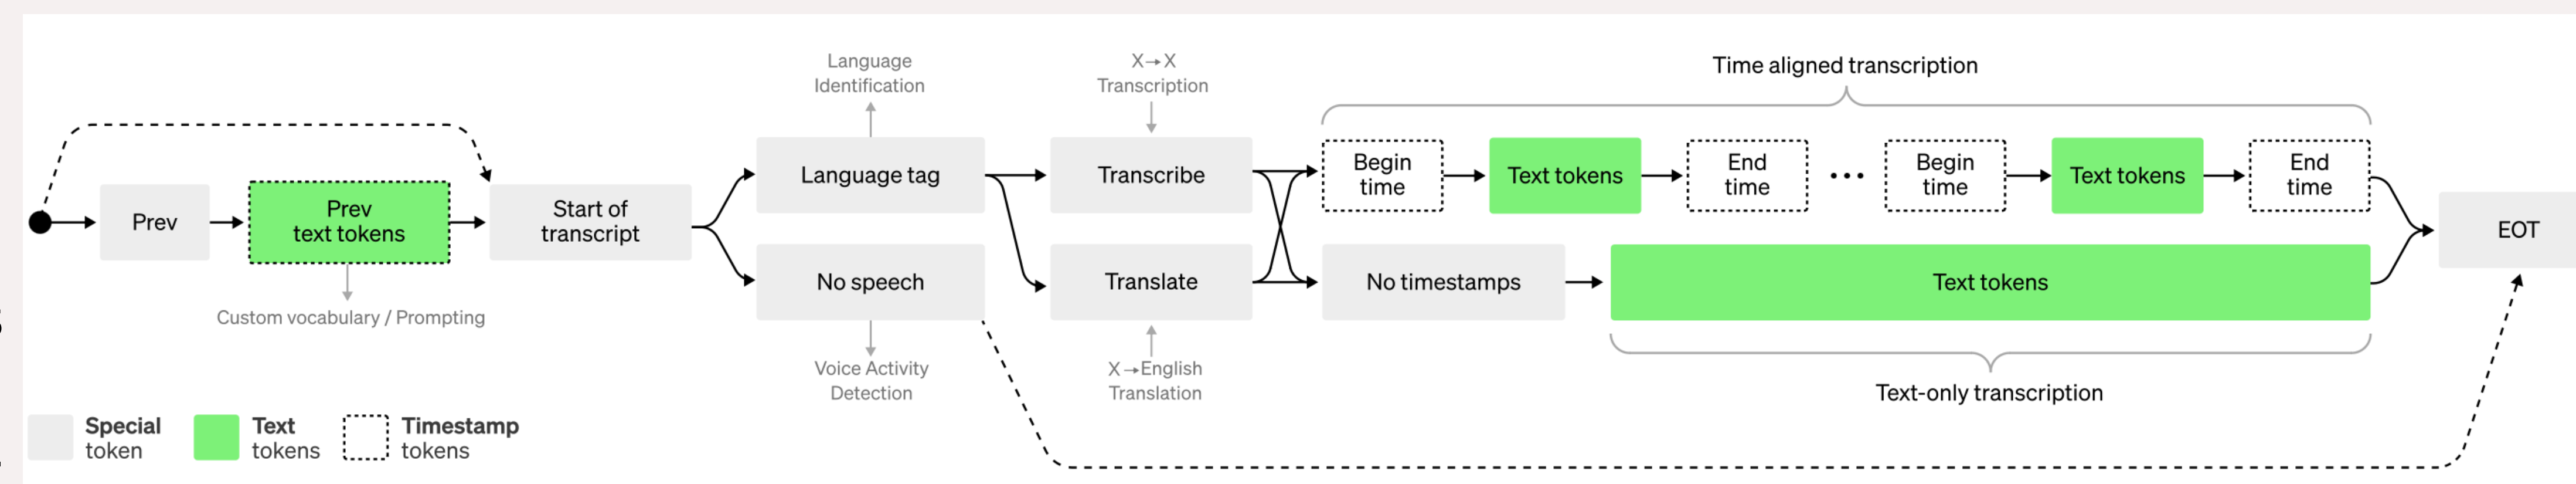 Time aligned transcription
Language
Identification
X→X
Transcription
Prev
Prev
text tokens
Start of
transcript
Language tag
Transcribe
Begin
time
Text tokens
End
time
...
Begin
time
Text tokens
End
time
EOT
No speech
Translate
No timestamps
Text tokens
Custom vocabulary / Prompting
Voice Activity
Detection
X→English
Translation
Text-only transcription
Special
token
Text
tokens
Timestamp
tokens